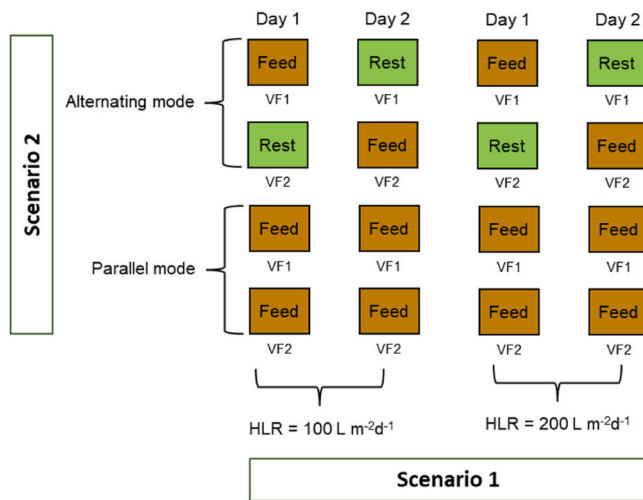 Day 1 Day 2 Day 1 Day 2
Feed Rest Feed Rest
Alternating mode
VF1 VF1 VF1 VF1
Rest Feed Rest Feed
VF2 VF2 VF2 VF2
Scenario 2
Feed Feed Feed Feed
VF1 VF1 VF1 VF1
Parallel mode
Feed Feed Feed Feed
VF2 VF2 VF2 VF2
HLR = 100 L m⁻²d⁻¹ HLR = 200 L m⁻²d⁻¹
Scenario 1